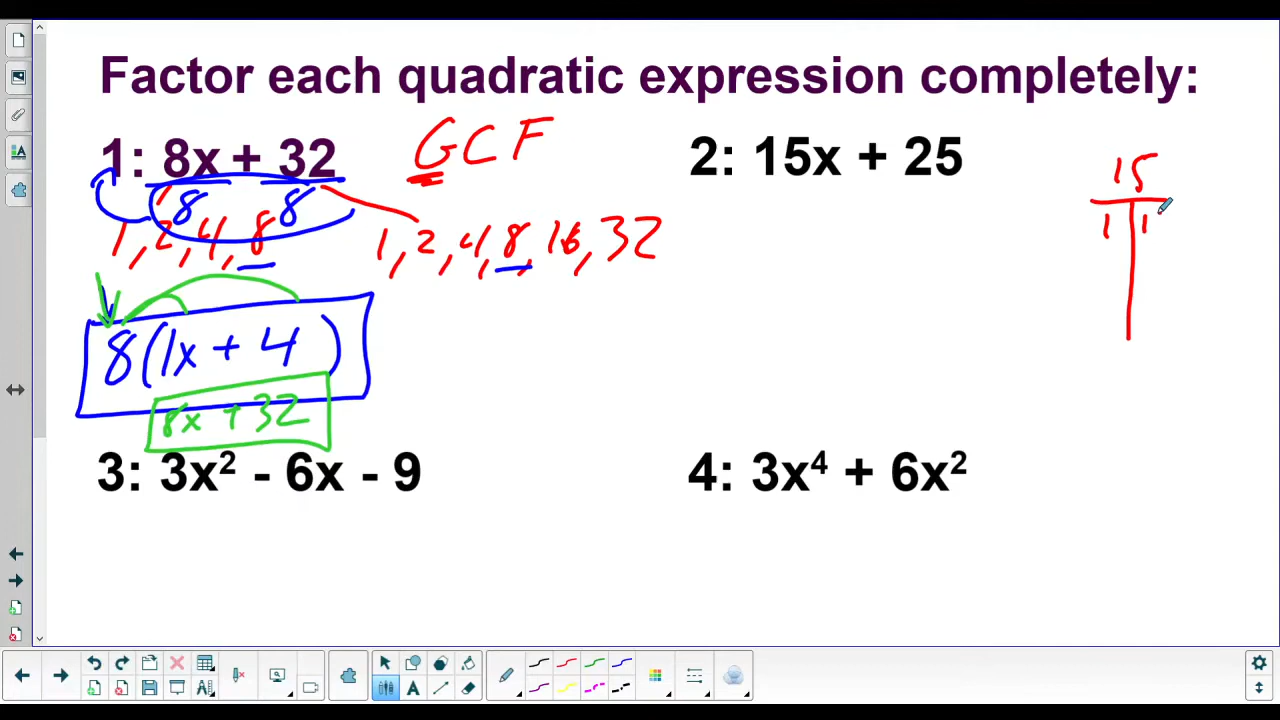 Factor each quadratic expression completely:
1: 8x + 32
GCF
2: 15x + 25
15
1 1
8 8
1, 2, 4, 8
1, 2, 4, 8, 16, 32
8(1x + 4)
8x + 32
3: 3x² - 6x - 9
4: 3x⁴ + 6x²